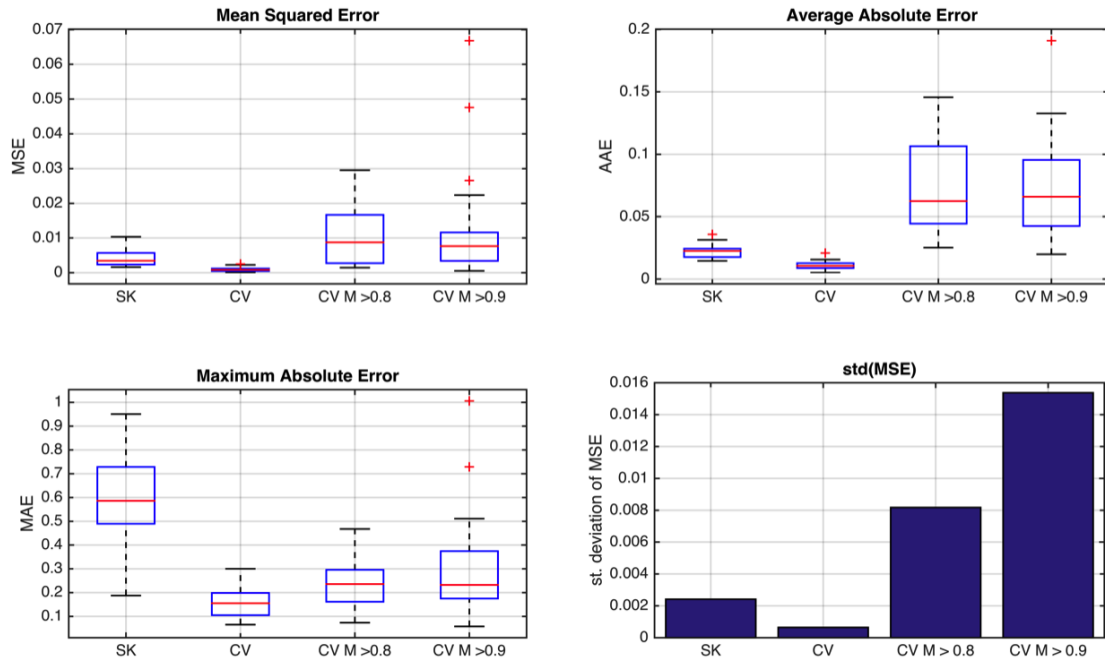 Mean Squared Error
0.07
0.06
0.05
0.04
0.03
0.02
0.01
0
MSE
SK CV CV M >0.8 CV M >0.9
Average Absolute Error
0.2
0.15
0.1
0.05
0
AAE
SK CV CV M >0.8 CV M >0.9
Maximum Absolute Error
1
0.9
0.8
0.7
0.6
0.5
0.4
0.3
0.2
0.1
MAE
SK CV CV M >0.8 CV M >0.9
std(MSE)
0.016
0.014
0.012
0.01
0.008
0.006
0.004
0.002
0
st. deviation of MSE
SK CV CV M > 0.8 CV M > 0.9